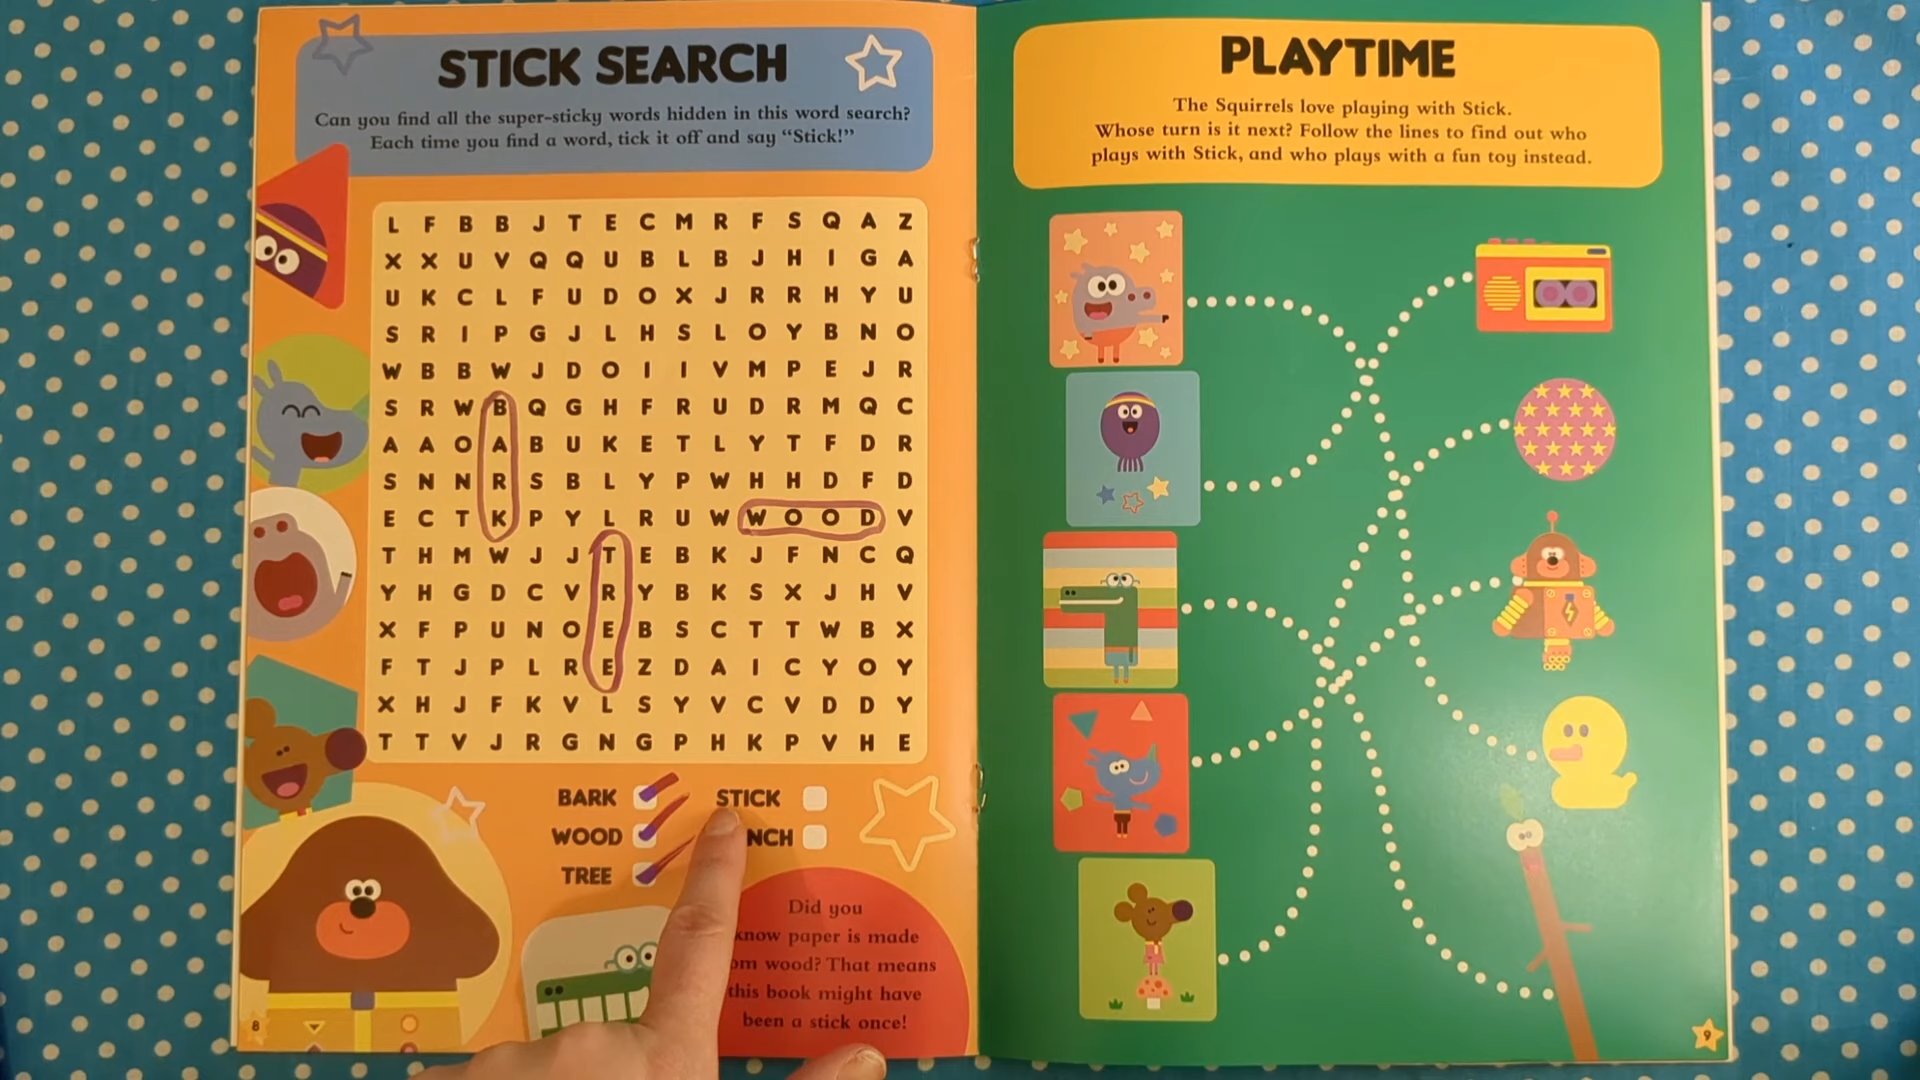 STICK SEARCH
Can you find all the super-sticky words hidden in this word search?
Each time you find a word, tick it off and say “Stick!”
L F B B J T E C M R F S Q A Z
X X U V Q Q U B L B J H I G A
U K C L F U D O X J R R H Y U
S R I P G J L H S L O Y B N O
W B B W J D O I I V M P E J R
S R W B Q G H F R U D R M Q C
A A O A B U K E T L Y T F D R
S N N R S B L Y P W H H D F D
E C T K P Y L R U W W O O D V
T H M W J J T E B K J F N C Q
Y H G D C V R Y B K S X J H V
X F P U N O E B S C T T W B X
F T J P L R E Z D A I C Y O Y
X H J F K V L S Y V C V D D Y
T T V J R G N G P H K P V H E
BARK STICK
WOOD NCH
TREE
Did you
know paper is made
om wood? That means
this book might have
been a stick once!
8
PLAYTIME
The Squirrels love playing with Stick.
Whose turn is it next? Follow the lines to find out who
plays with Stick, and who plays with a fun toy instead.
9